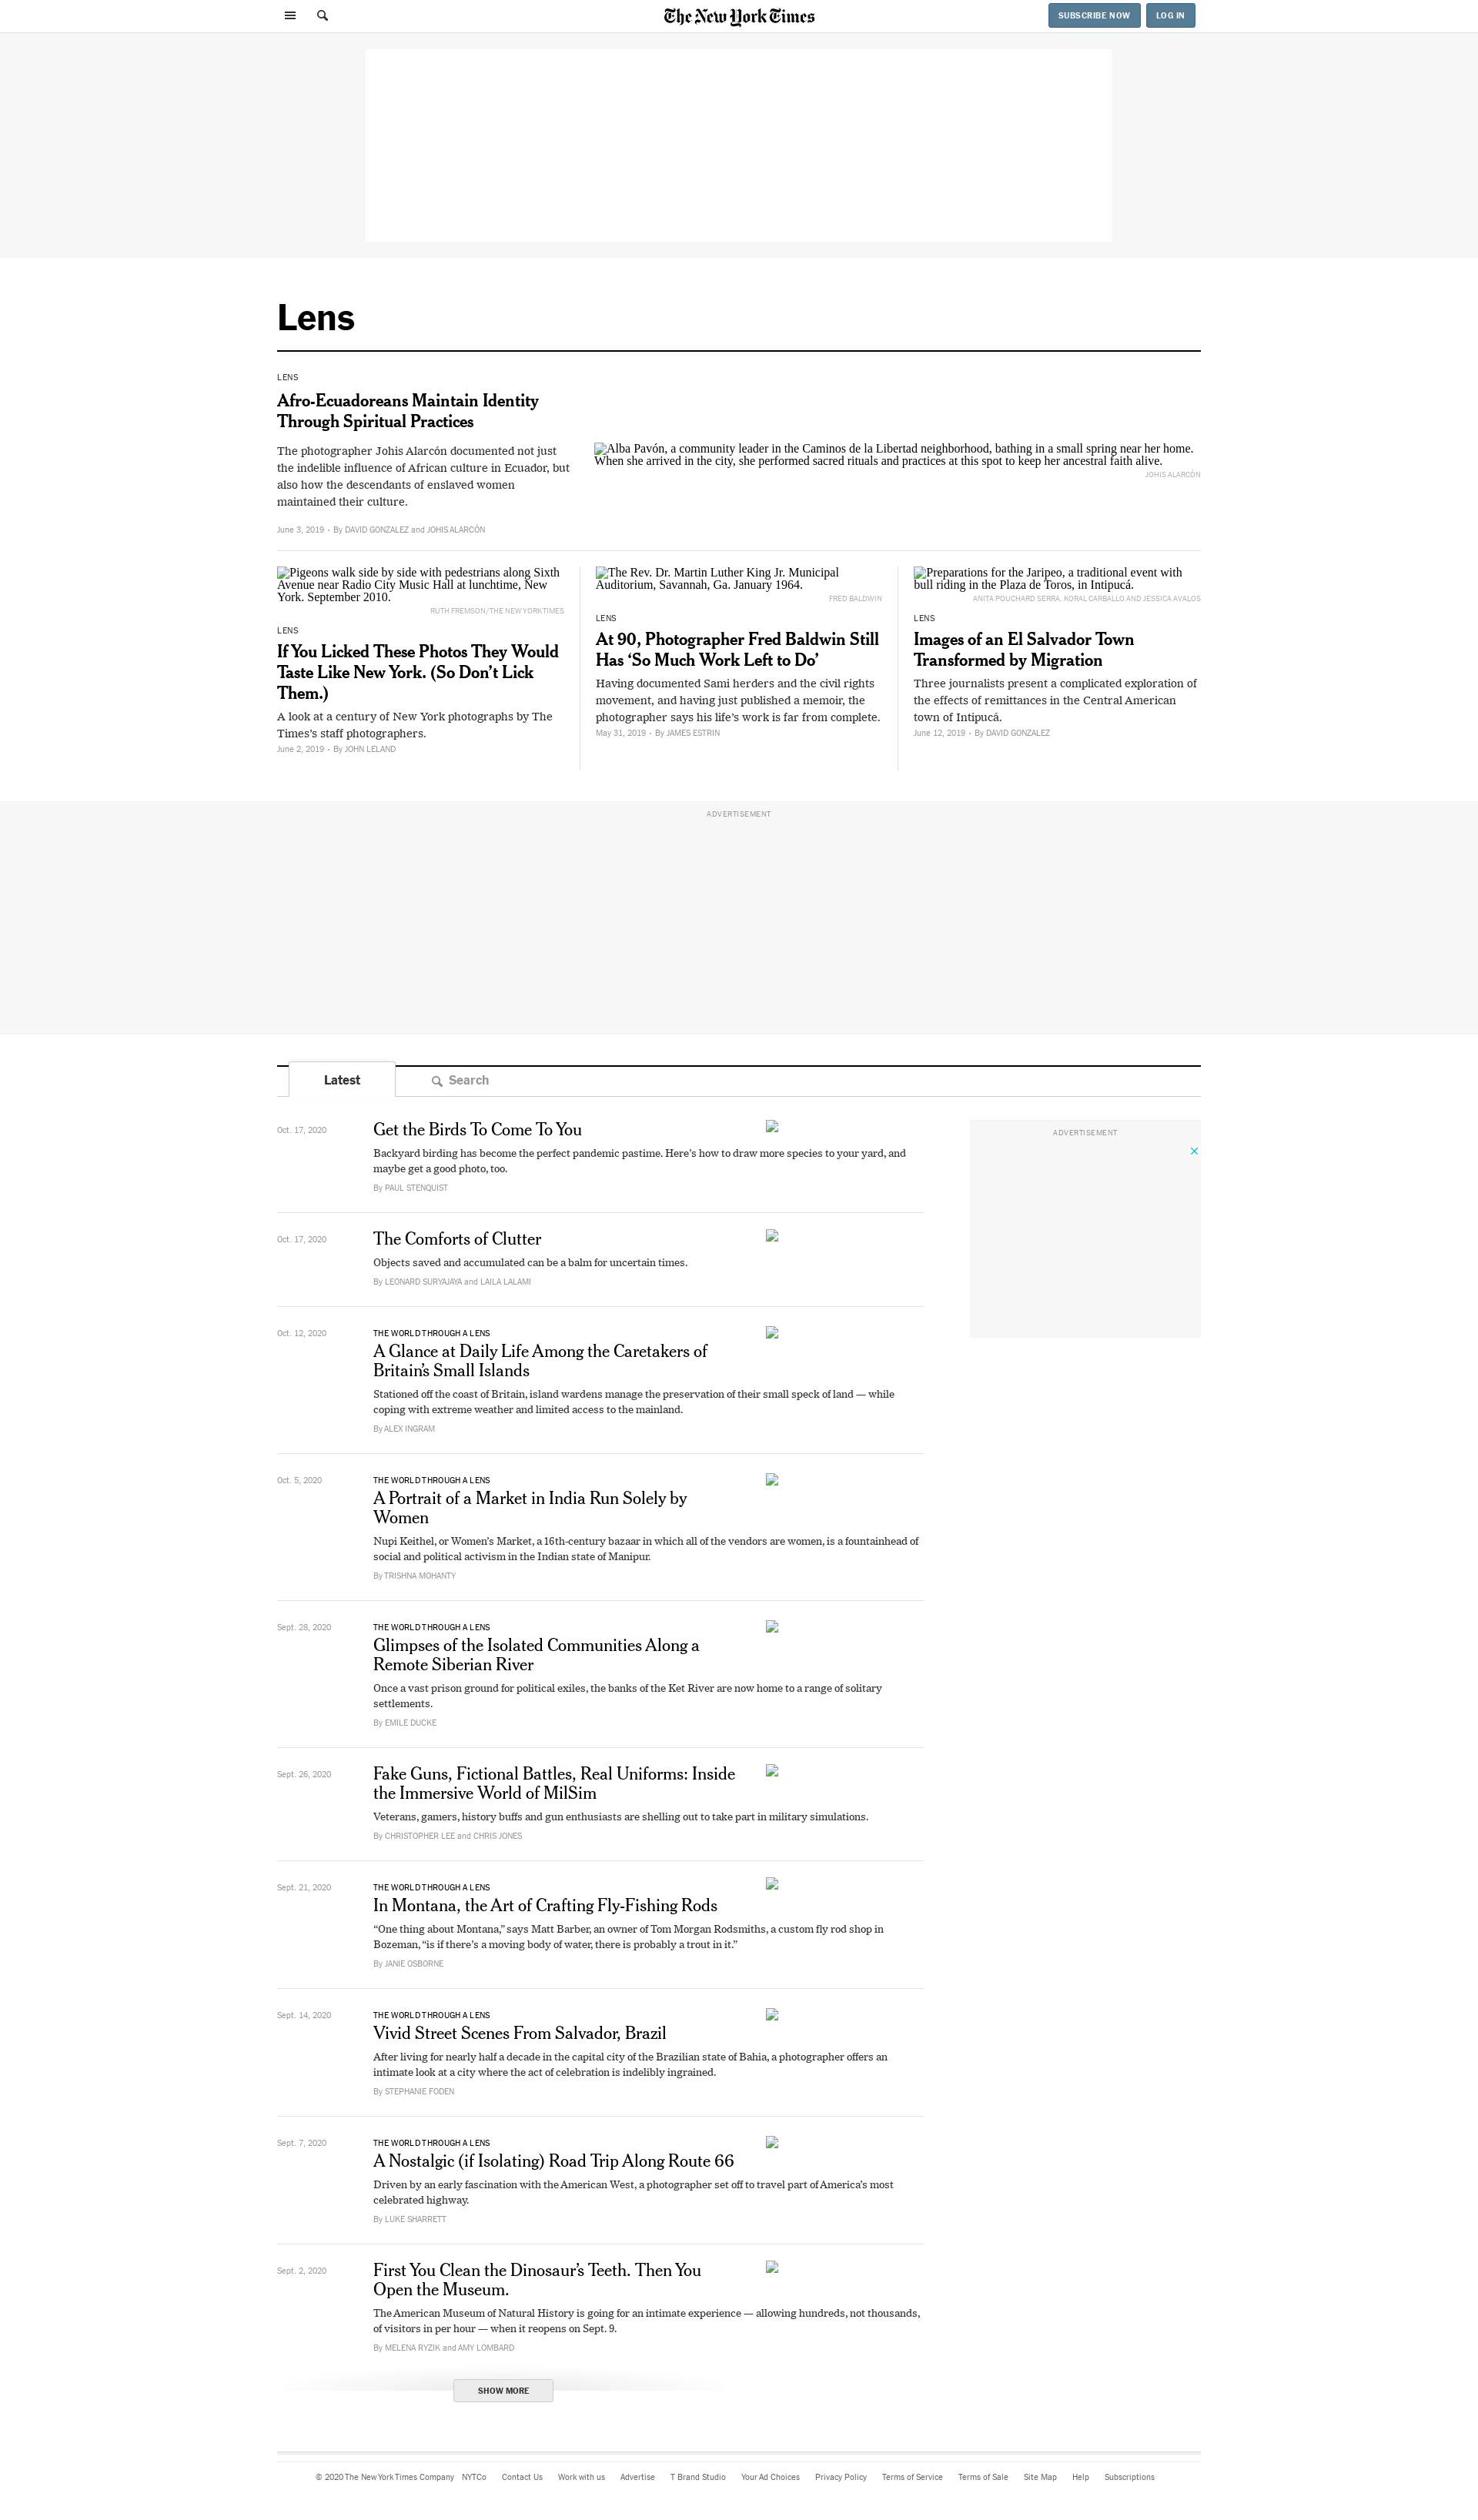 The New York Times
SUBSCRIBE NOW
LOG IN
Lens
LENS
Afro-Ecuadoreans Maintain Identity
Through Spiritual Practices
The photographer Johis Alarcón documented not just
the indelible influence of African culture in Ecuador, but
also how the descendants of enslaved women
maintained their culture.
June 3, 2019 • By DAVID GONZALEZ and JOHIS ALARCÓN
Alba Pavón, a community leader in the Caminos de la Libertad neighborhood, bathing in a small spring near her home.
When she arrived in the city, she performed sacred rituals and practices at this spot to keep her ancestral faith alive.
JOHIS ALARCÓN
Pigeons walk side by side with pedestrians along Sixth
Avenue near Radio City Music Hall at lunchtime, New
York. September 2010.
RUTH FREMSON/THE NEW YORK TIMES
LENS
If You Licked These Photos They Would
Taste Like New York. (So Don’t Lick
Them.)
A look at a century of New York photographs by The
Times’s staff photographers.
June 2, 2019 • By JOHN LELAND
The Rev. Dr. Martin Luther King Jr. Municipal
Auditorium, Savannah, Ga. January 1964.
FRED BALDWIN
LENS
At 90, Photographer Fred Baldwin Still
Has ‘So Much Work Left to Do’
Having documented Sami herders and the civil rights
movement, and having just published a memoir, the
photographer says his life’s work is far from complete.
May 31, 2019 • By JAMES ESTRIN
Preparations for the Jaripeo, a traditional event with
bull riding in the Plaza de Toros, in Intipucá.
ANITA POUCHARD SERRA, KORAL CARBALLO AND JESSICA AVALOS
LENS
Images of an El Salvador Town
Transformed by Migration
Three journalists present a complicated exploration of
the effects of remittances in the Central American
town of Intipucá.
June 12, 2019 • By DAVID GONZALEZ
ADVERTISEMENT
Latest
Search
Oct. 17, 2020
Get the Birds To Come To You
Backyard birding has become the perfect pandemic pastime. Here’s how to draw more species to your yard, and
maybe get a good photo, too.
By PAUL STENQUIST
ADVERTISEMENT
Oct. 17, 2020
The Comforts of Clutter
Objects saved and accumulated can be a balm for uncertain times.
By LEONARD SURYAJAYA and LAILA LALAMI
Oct. 12, 2020
THE WORLD THROUGH A LENS
A Glance at Daily Life Among the Caretakers of
Britain’s Small Islands
Stationed off the coast of Britain, island wardens manage the preservation of their small speck of land — while
coping with extreme weather and limited access to the mainland.
By ALEX INGRAM
Oct. 5, 2020
THE WORLD THROUGH A LENS
A Portrait of a Market in India Run Solely by
Women
Nupi Keithel, or Women’s Market, a 16th-century bazaar in which all of the vendors are women, is a fountainhead of
social and political activism in the Indian state of Manipur.
By TRISHNA MOHANTY
Sept. 28, 2020
THE WORLD THROUGH A LENS
Glimpses of the Isolated Communities Along a
Remote Siberian River
Once a vast prison ground for political exiles, the banks of the Ket River are now home to a range of solitary
settlements.
By EMILE DUCKE
Sept. 26, 2020
Fake Guns, Fictional Battles, Real Uniforms: Inside
the Immersive World of MilSim
Veterans, gamers, history buffs and gun enthusiasts are shelling out to take part in military simulations.
By CHRISTOPHER LEE and CHRIS JONES
Sept. 21, 2020
THE WORLD THROUGH A LENS
In Montana, the Art of Crafting Fly-Fishing Rods
“One thing about Montana,” says Matt Barber, an owner of Tom Morgan Rodsmiths, a custom fly rod shop in
Bozeman, “is if there’s a moving body of water, there is probably a trout in it.”
By JANIE OSBORNE
Sept. 14, 2020
THE WORLD THROUGH A LENS
Vivid Street Scenes From Salvador, Brazil
After living for nearly half a decade in the capital city of the Brazilian state of Bahia, a photographer offers an
intimate look at a city where the act of celebration is indelibly ingrained.
By STEPHANIE FODEN
Sept. 7, 2020
THE WORLD THROUGH A LENS
A Nostalgic (if Isolating) Road Trip Along Route 66
Driven by an early fascination with the American West, a photographer set off to travel part of America’s most
celebrated highway.
By LUKE SHARRETT
Sept. 2, 2020
First You Clean the Dinosaur’s Teeth. Then You
Open the Museum.
The American Museum of Natural History is going for an intimate experience — allowing hundreds, not thousands,
of visitors in per hour — when it reopens on Sept. 9.
By MELENA RYZIK and AMY LOMBARD
SHOW MORE
© 2020 The New York Times Company NYTCo Contact Us Work with us Advertise T Brand Studio Your Ad Choices Privacy Policy Terms of Service Terms of Sale Site Map Help Subscriptions